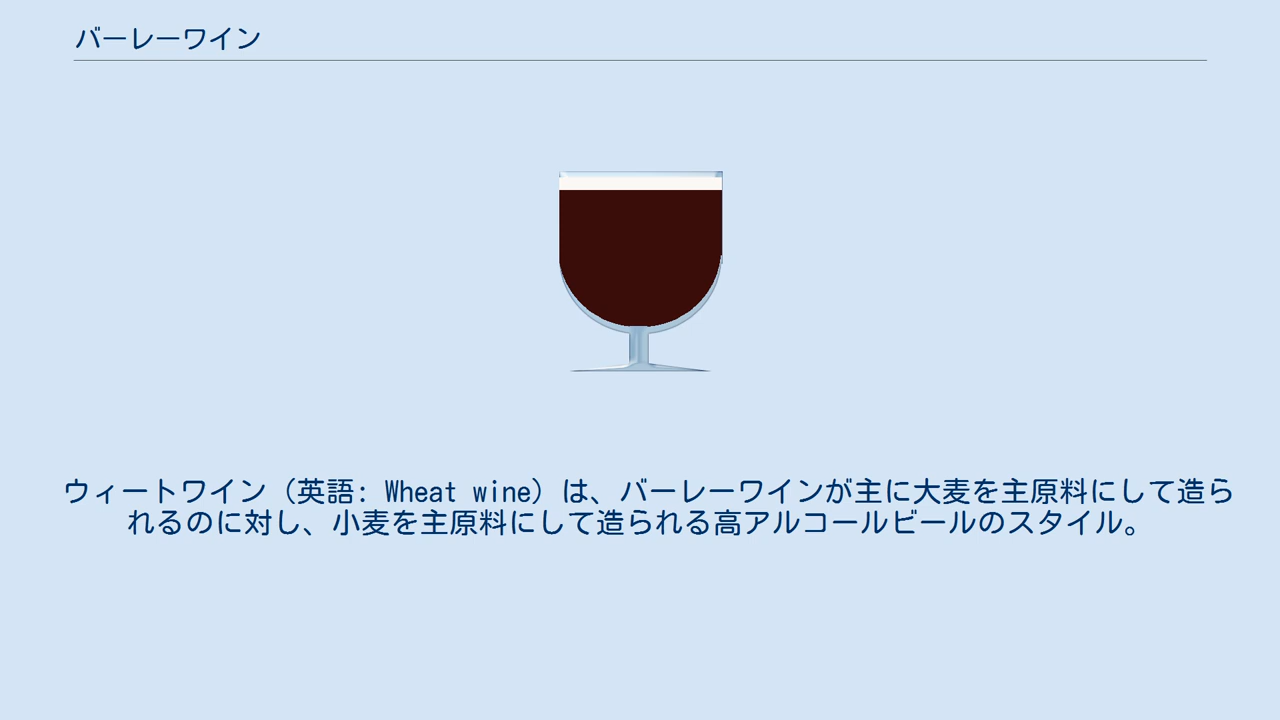 バーレーワイン
ウィートワイン（英語: Wheat wine）は、バーレーワインが主に大麦を主原料にして造ら
れるのに対し、小麦を主原料にして造られる高アルコールビールのスタイル。